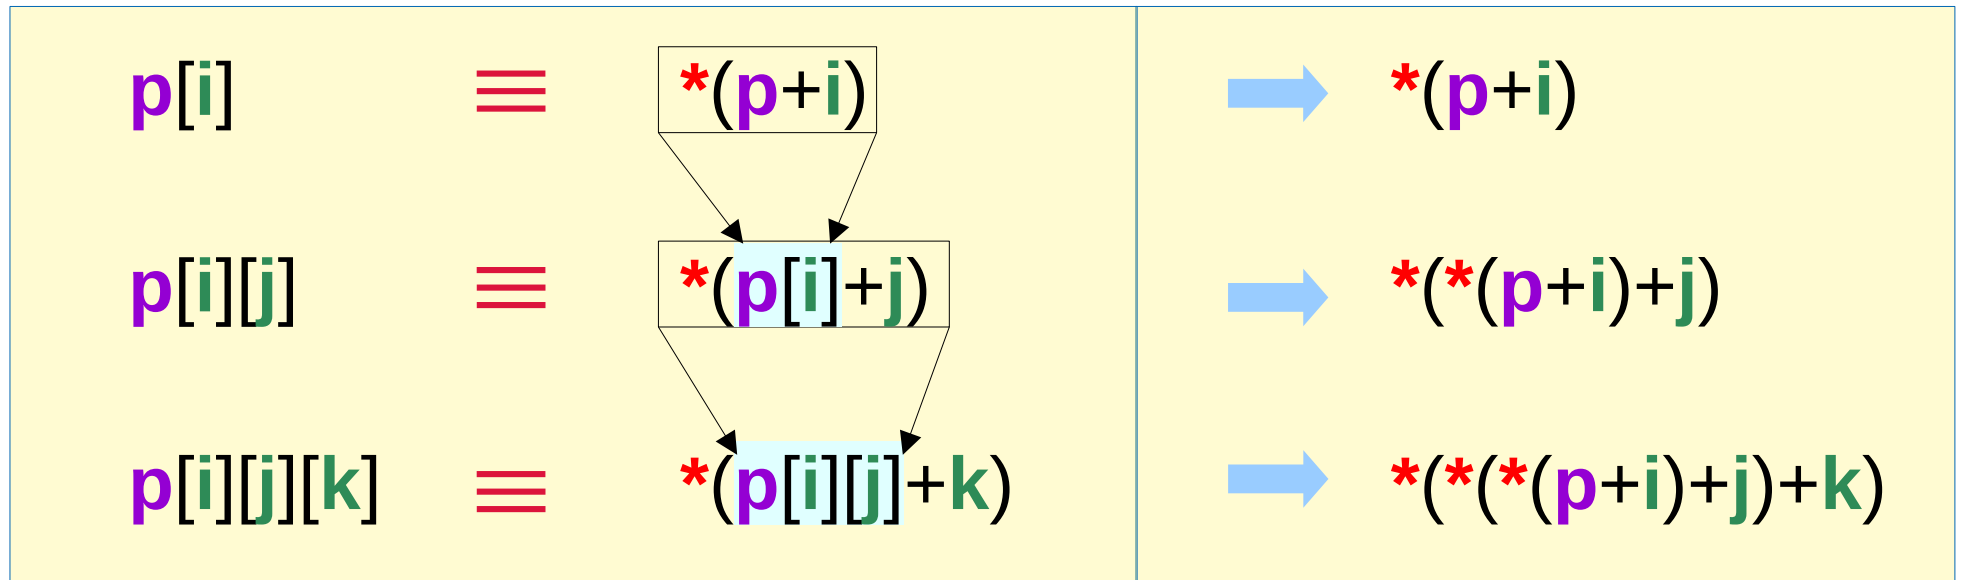 p[i] ≡ *(p+i) *(p+i)
p[i][j] ≡ *(p[i]+j) *(*(p+i)+j)
p[i][j][k] ≡ *(p[i][j]+k) *(*(*(p+i)+j)+k)